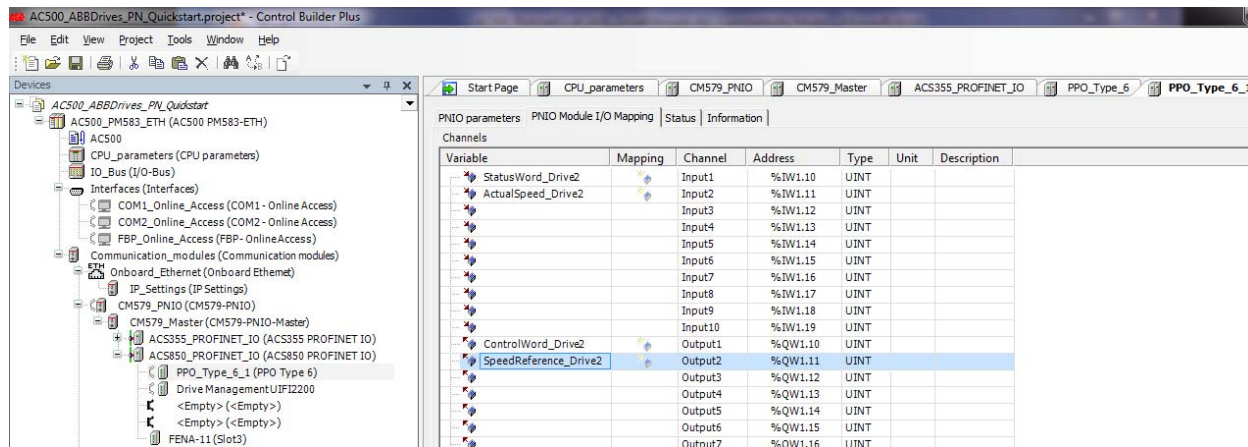 AC500_ABBDrives_PN_Quickstart.project* - Control Builder Plus
File Edit View Project Tools Window Help
Devices
AC500_ABBDrives_PN_Quickstart
AC500_PM583_ETH (AC500 PM583-ETH)
AC500
CPU_parameters (CPU parameters)
IO_Bus (I/O-Bus)
Interfaces (Interfaces)
COM1_Online_Access (COM1 - Online Access)
COM2_Online_Access (COM2 - Online Access)
FBP_Online_Access (FBP - Online Access)
Communication_modules (Communication modules)
ETH Onboard_Ethernet (Onboard Ethernet)
IP_Settings (IP Settings)
CM579_PNIO (CM579-PNIO)
CM579_Master (CM579-PNIO-Master)
ACS355_PROFINET_IO (ACS355 PROFINET IO)
ACS850_PROFINET_IO (ACS850 PROFINET IO)
PPO_Type_6_1 (PPO Type 6)
Drive Management UIFI2200
<Empty> (<Empty>)
<Empty> (<Empty>)
FENA-11 (Slot3)
Start Page CPU_parameters CM579_PNIO CM579_Master ACS355_PROFINET_IO PPO_Type_6 PPO_Type_6_1
PNIO parameters PNIO Module I/O Mapping Status Information
Channels
Variable Mapping Channel Address Type Unit Description
StatusWord_Drive2 Input1 %IW1.10 UINT
ActualSpeed_Drive2 Input2 %IW1.11 UINT
Input3 %IW1.12 UINT
Input4 %IW1.13 UINT
Input5 %IW1.14 UINT
Input6 %IW1.15 UINT
Input7 %IW1.16 UINT
Input8 %IW1.17 UINT
Input9 %IW1.18 UINT
Input10 %IW1.19 UINT
ControlWord_Drive2 Output1 %QW1.10 UINT
SpeedReference_Drive2 Output2 %QW1.11 UINT
Output3 %QW1.12 UINT
Output4 %QW1.13 UINT
Output5 %QW1.14 UINT
Output6 %QW1.15 UINT
Output7 %QW1.16 UINT